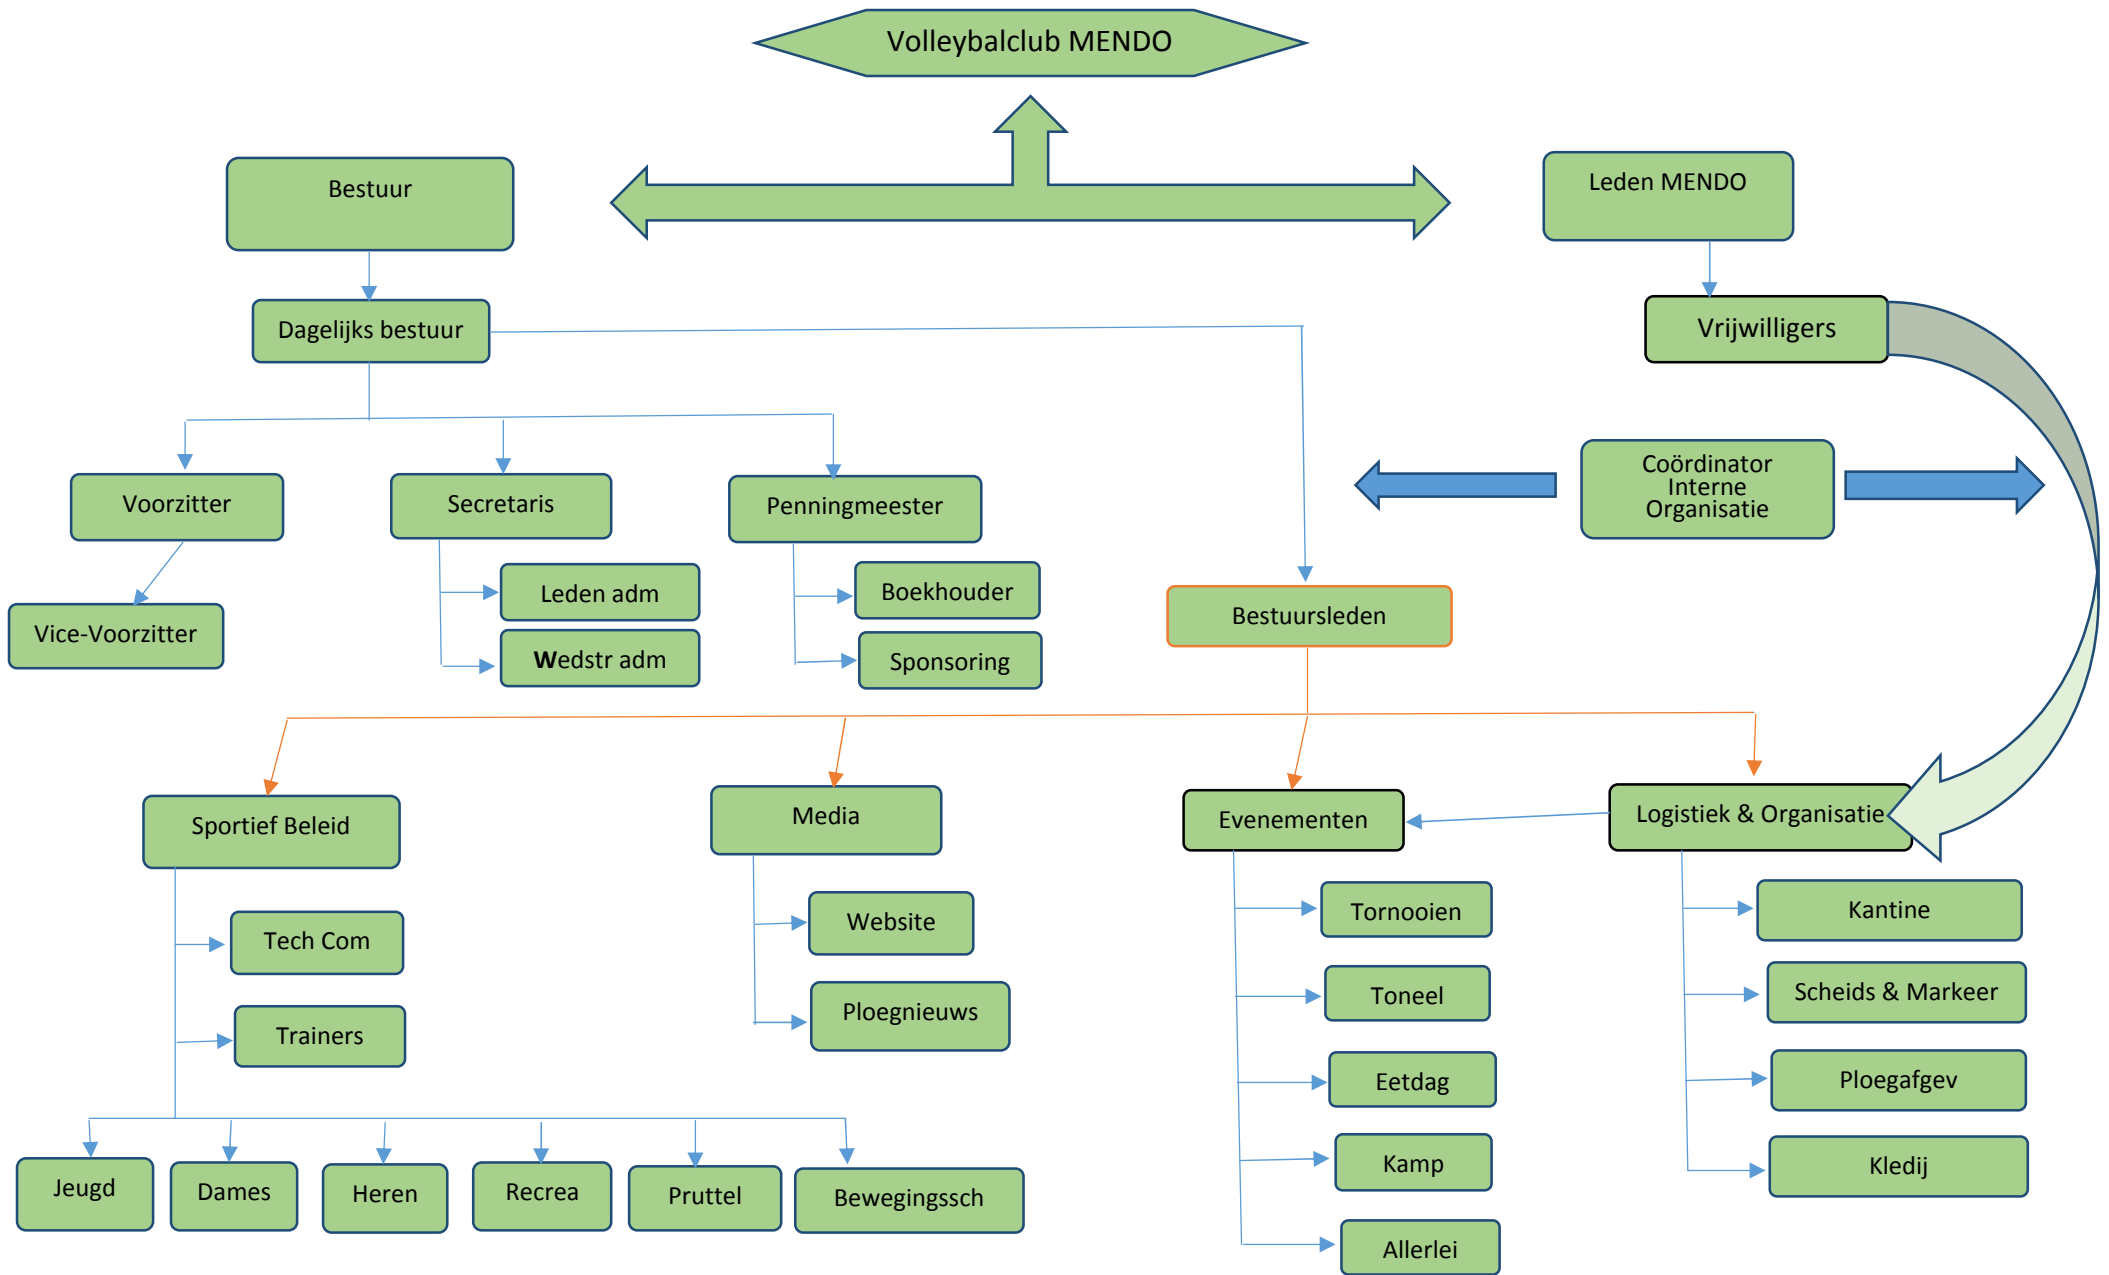 Volleybalclub MENDO
Bestuur
Leden MENDO
Dagelijks bestuur
Vrijwilligers
Voorzitter
Secretaris
Penningmeester
Coördinator
Interne
Organisatie
Vice-Voorzitter
Leden adm
Wedstr adm
Boekhouder
Sponsoring
Bestuursleden
Sportief Beleid
Media
Evenementen
Logistiek & Organisatie
Tech Com
Trainers
Website
Ploegnieuws
Tornooien
Toneel
Eetdag
Kamp
Allerlei
Kantine
Scheids & Markeer
Ploegafgev
Kledij
Jeugd
Dames
Heren
Recrea
Pruttel
Bewegingssch